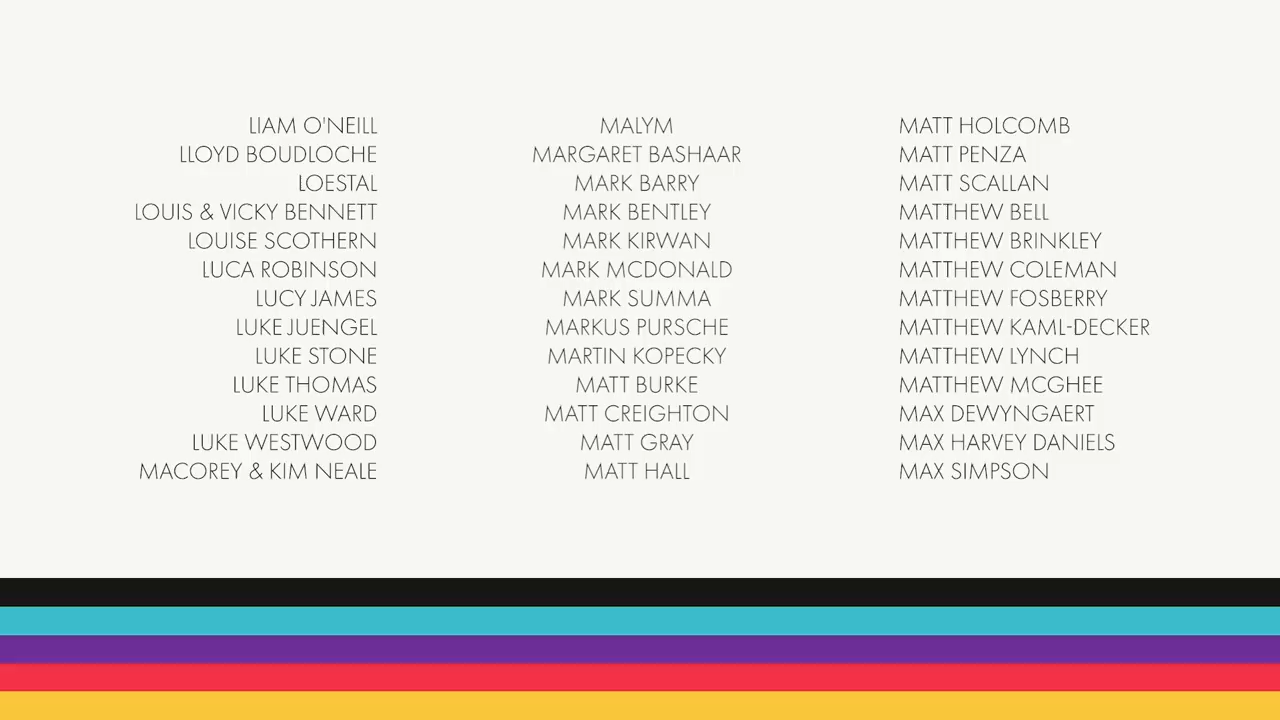 LIAM O'NEILL
LLOYD BOUDLOCHE
LOESTAL
LOUIS & VICKY BENNETT
LOUISE SCOTHERN
LUCA ROBINSON
LUCY JAMES
LUKE JUENGEL
LUKE STONE
LUKE THOMAS
LUKE WARD
LUKE WESTWOOD
MACOREY & KIM NEALE
MALYM
MARGARET BASHAAR
MARK BARRY
MARK BENTLEY
MARK KIRWAN
MARK MCDONALD
MARK SUMMA
MARKUS PURSCHE
MARTIN KOPECKY
MATT BURKE
MATT CREIGHTON
MATT GRAY
MATT HALL
MATT HOLCOMB
MATT PENZA
MATT SCALLAN
MATTHEW BELL
MATTHEW BRINKLEY
MATTHEW COLEMAN
MATTHEW FOSBERRY
MATTHEW KAML-DECKER
MATTHEW LYNCH
MATTHEW MCGHEE
MAX DEWYNGAERT
MAX HARVEY DANIELS
MAX SIMPSON